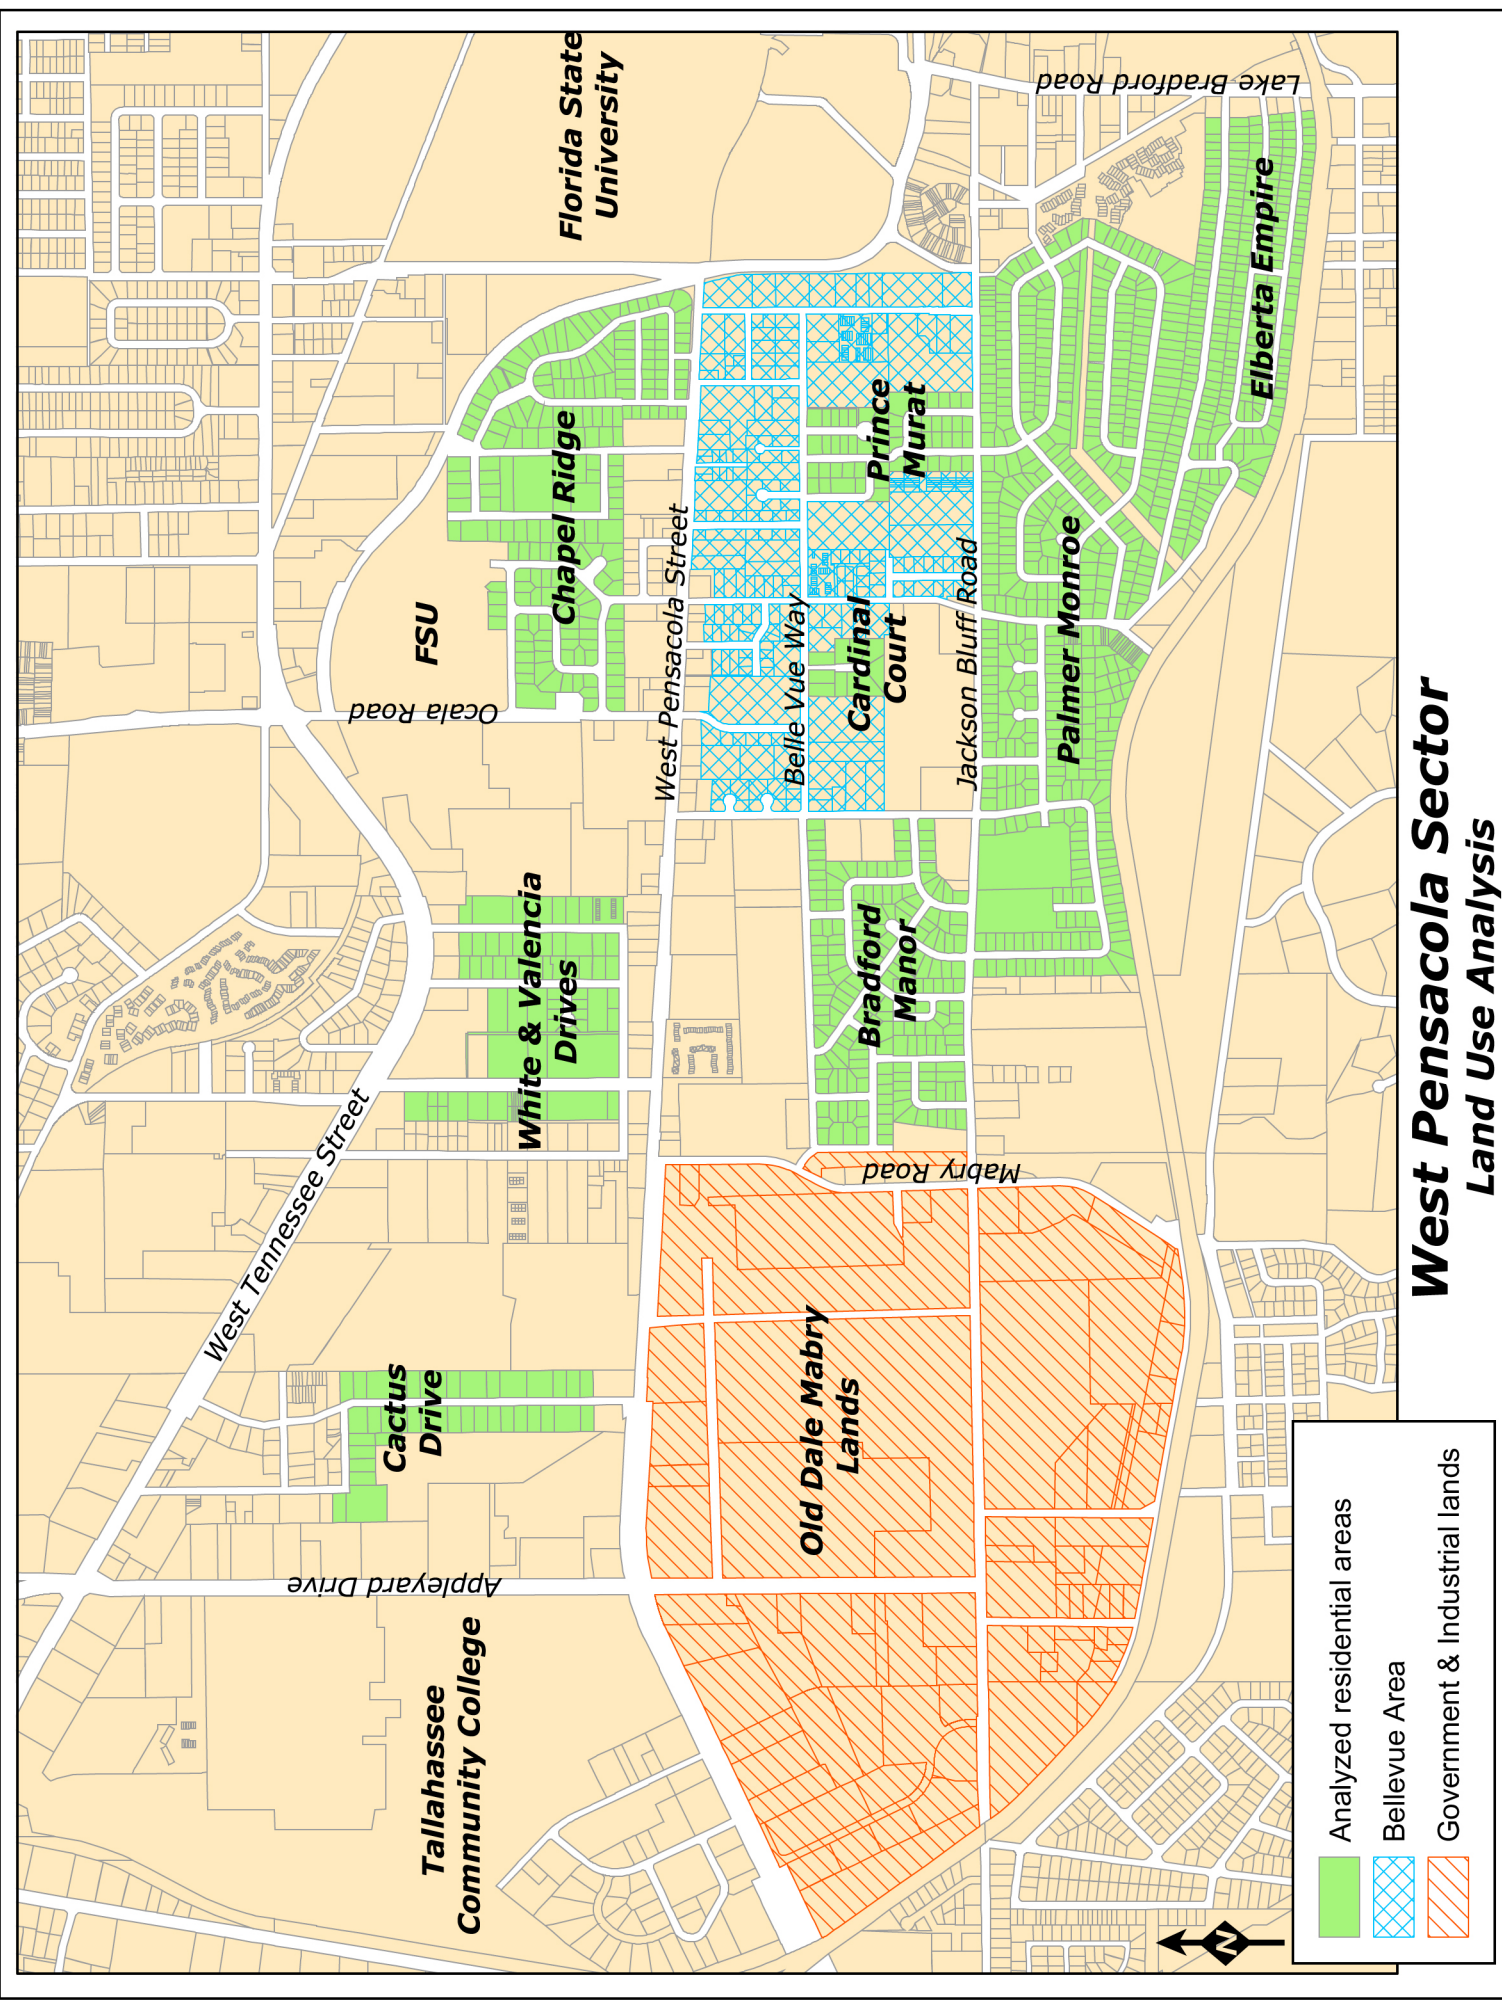 West Pensacola Sector
Land Use Analysis
Florida State
University
Lake Bradford Road
Elberta Empire
Prince
Murat
Chapel Ridge
FSU
West Pensacola Street
Belle Vue Way
Cardinal
Court
Jackson Bluff Road
Palmer Monroe
Ocala Road
White & Valencia
Drives
Bradford
Manor
Mabry Road
West Tennessee Street
Cactus
Drive
Old Dale Mabry
Lands
Appleyard Drive
Tallahassee
Community College
N
Analyzed residential areas
Bellevue Area
Government & Industrial lands